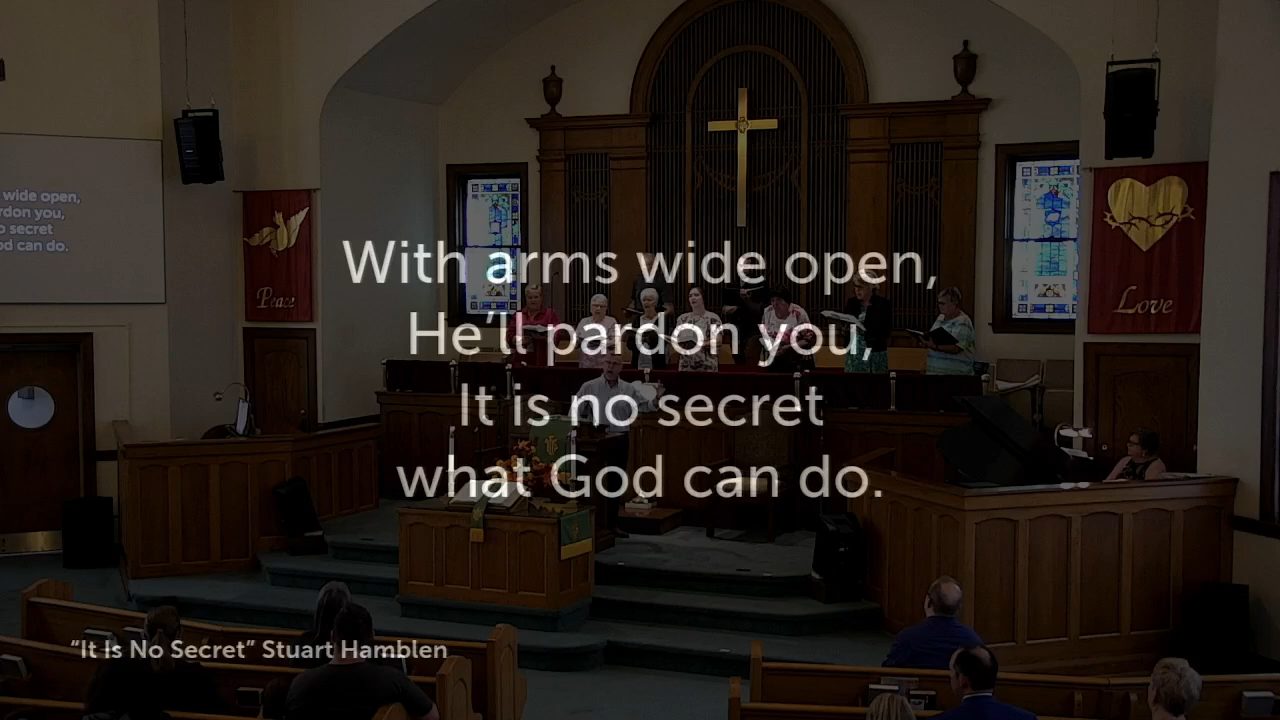 wide open,
rdon you,
o secret
od can do.
Peace
Love
With arms wide open,
He'll pardon you,
It is no secret
what God can do.
“It Is No Secret” Stuart Hamblen